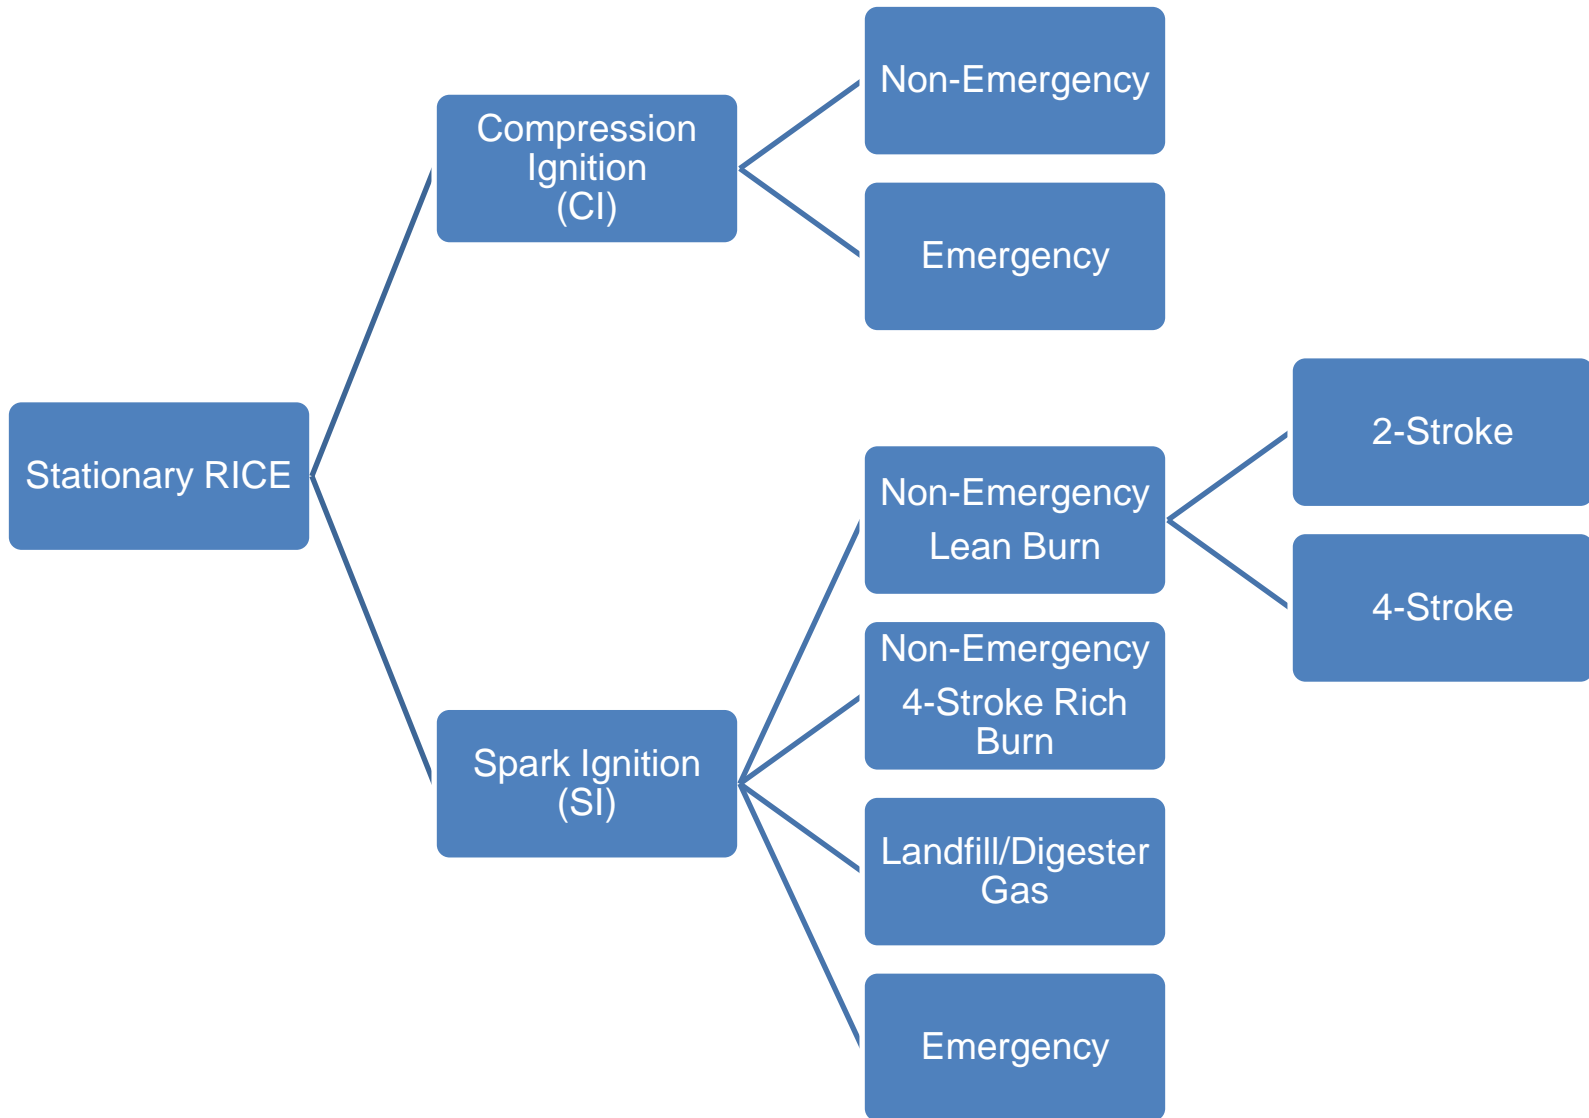 Stationary RICE
Compression
Ignition
(CI)
Non-Emergency
Emergency
Spark Ignition
(SI)
Non-Emergency
Lean Burn
2-Stroke
4-Stroke
Non-Emergency
4-Stroke Rich
Burn
Landfill/Digester
Gas
Emergency